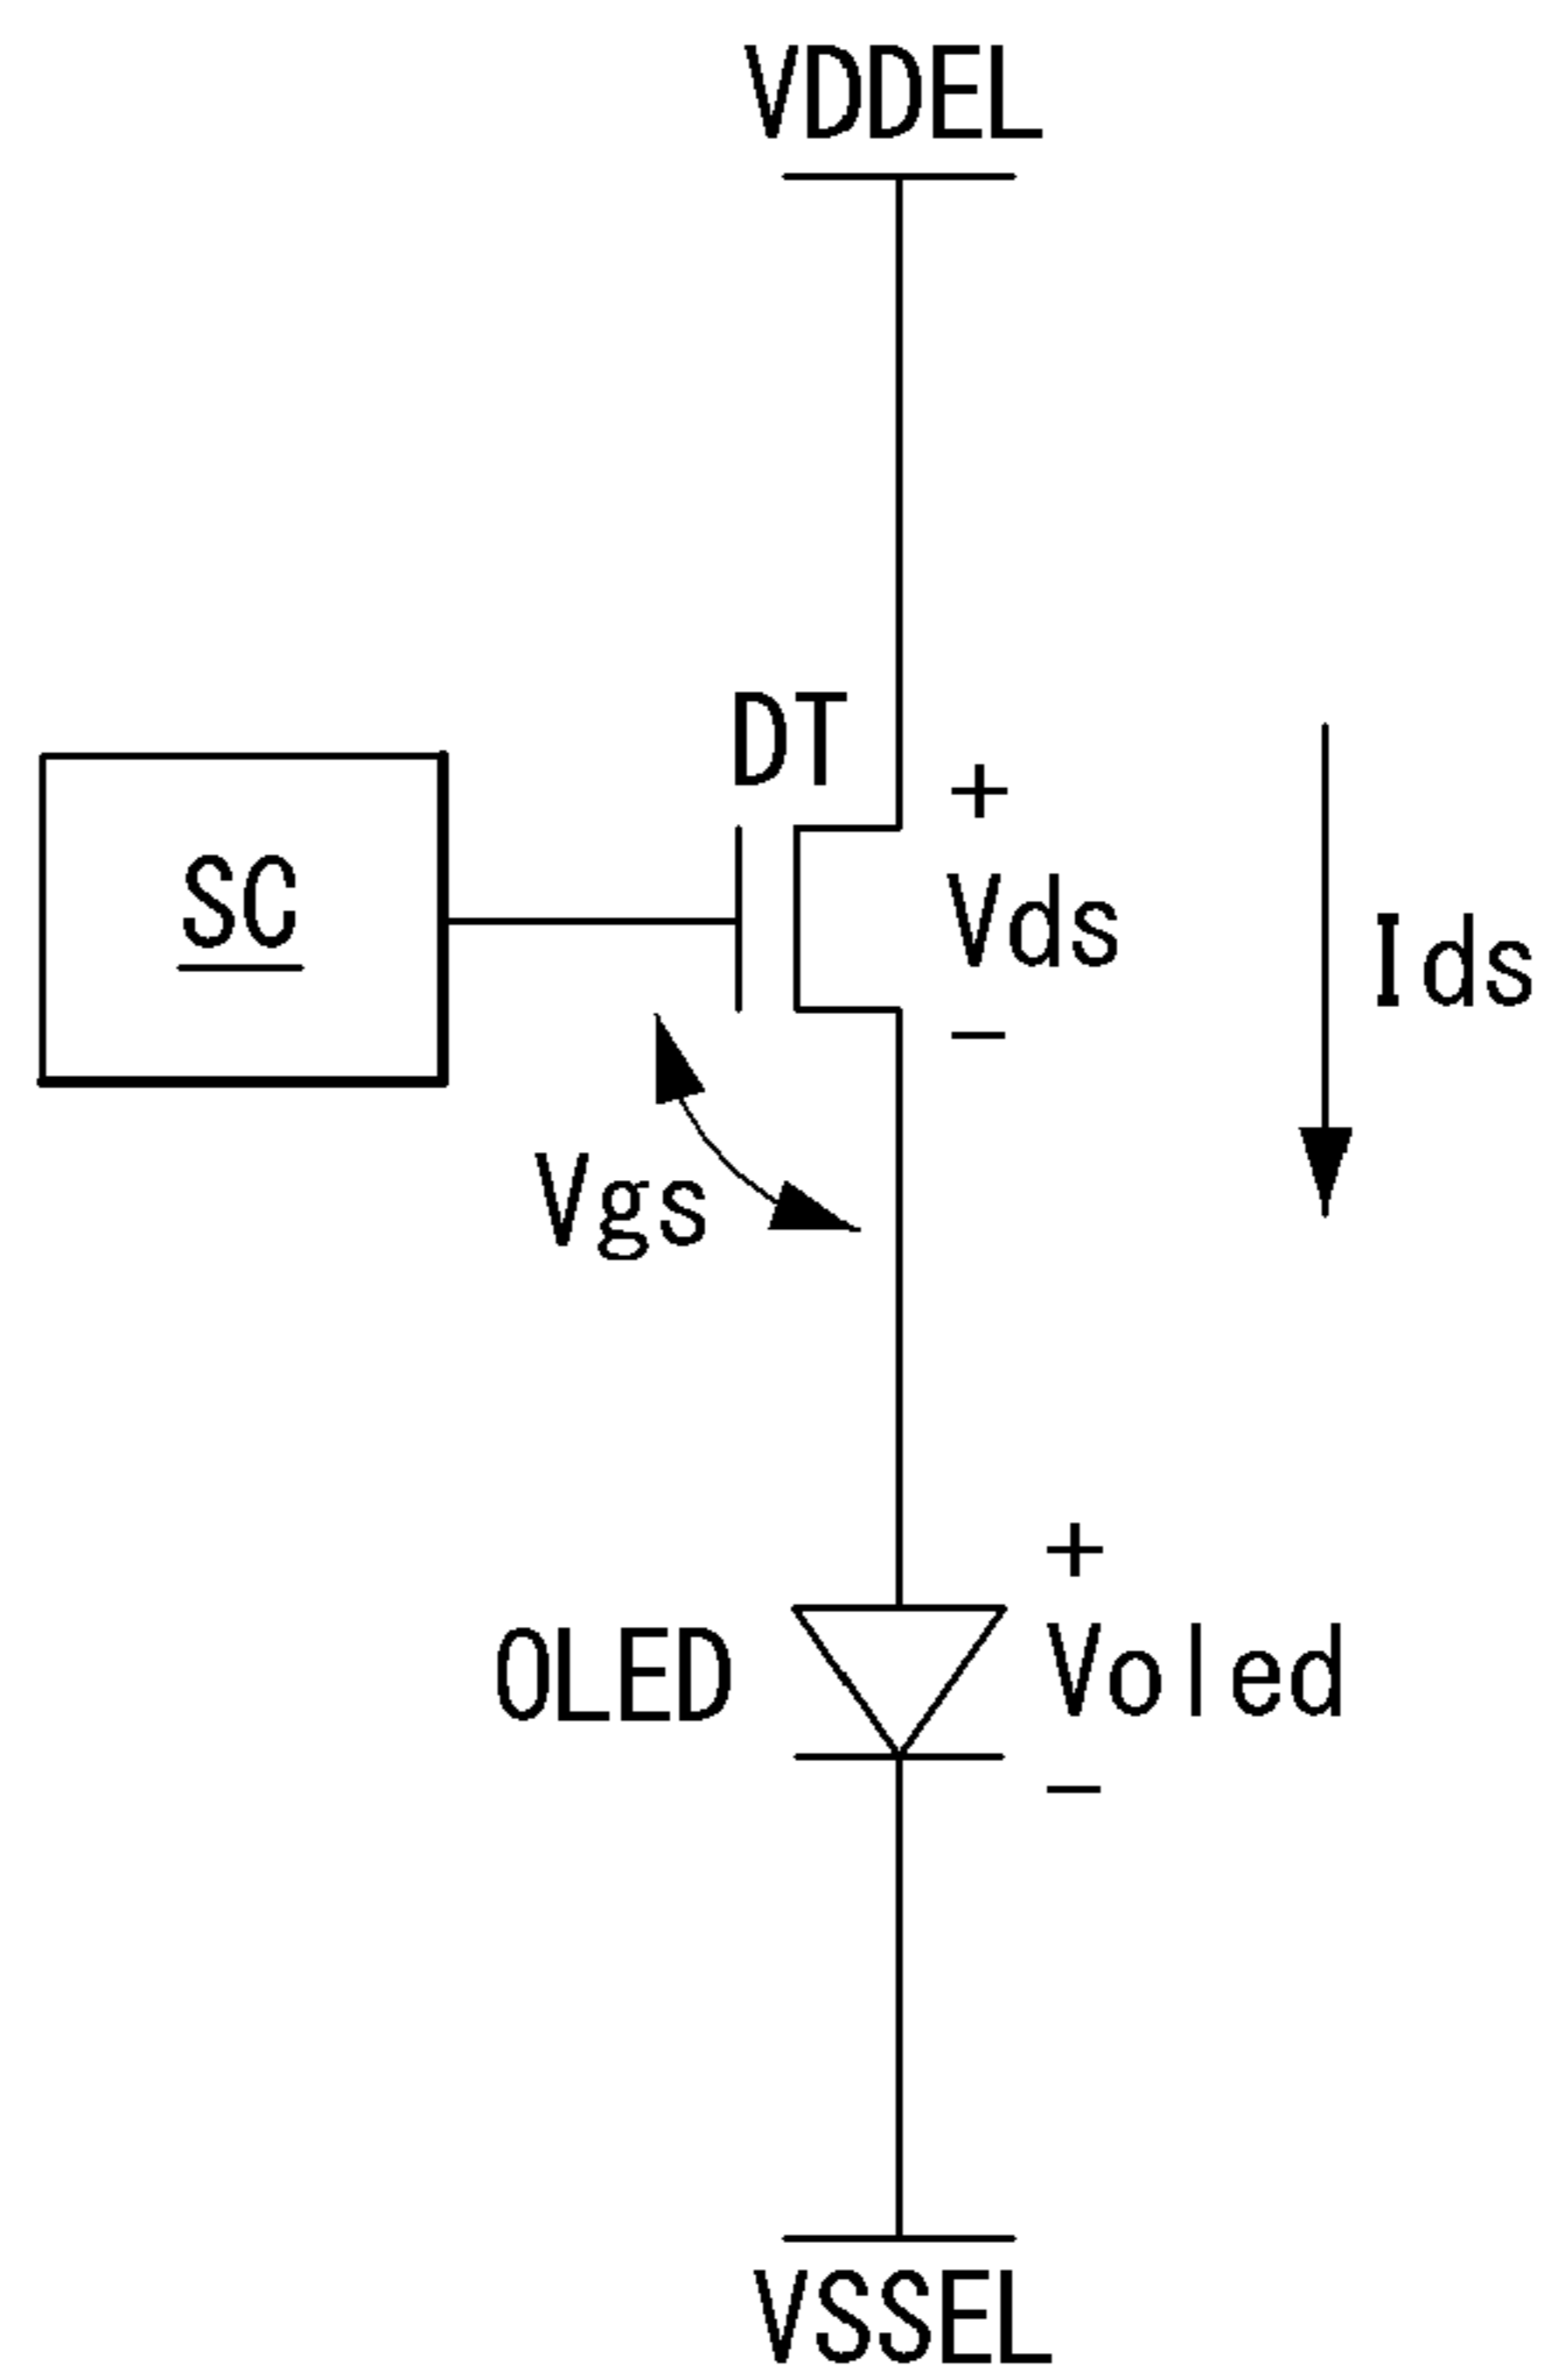 VDDEL
DT
+
SC
Vds
Ids
-
Vgs
+
OLED
Voled
-
VSSEL